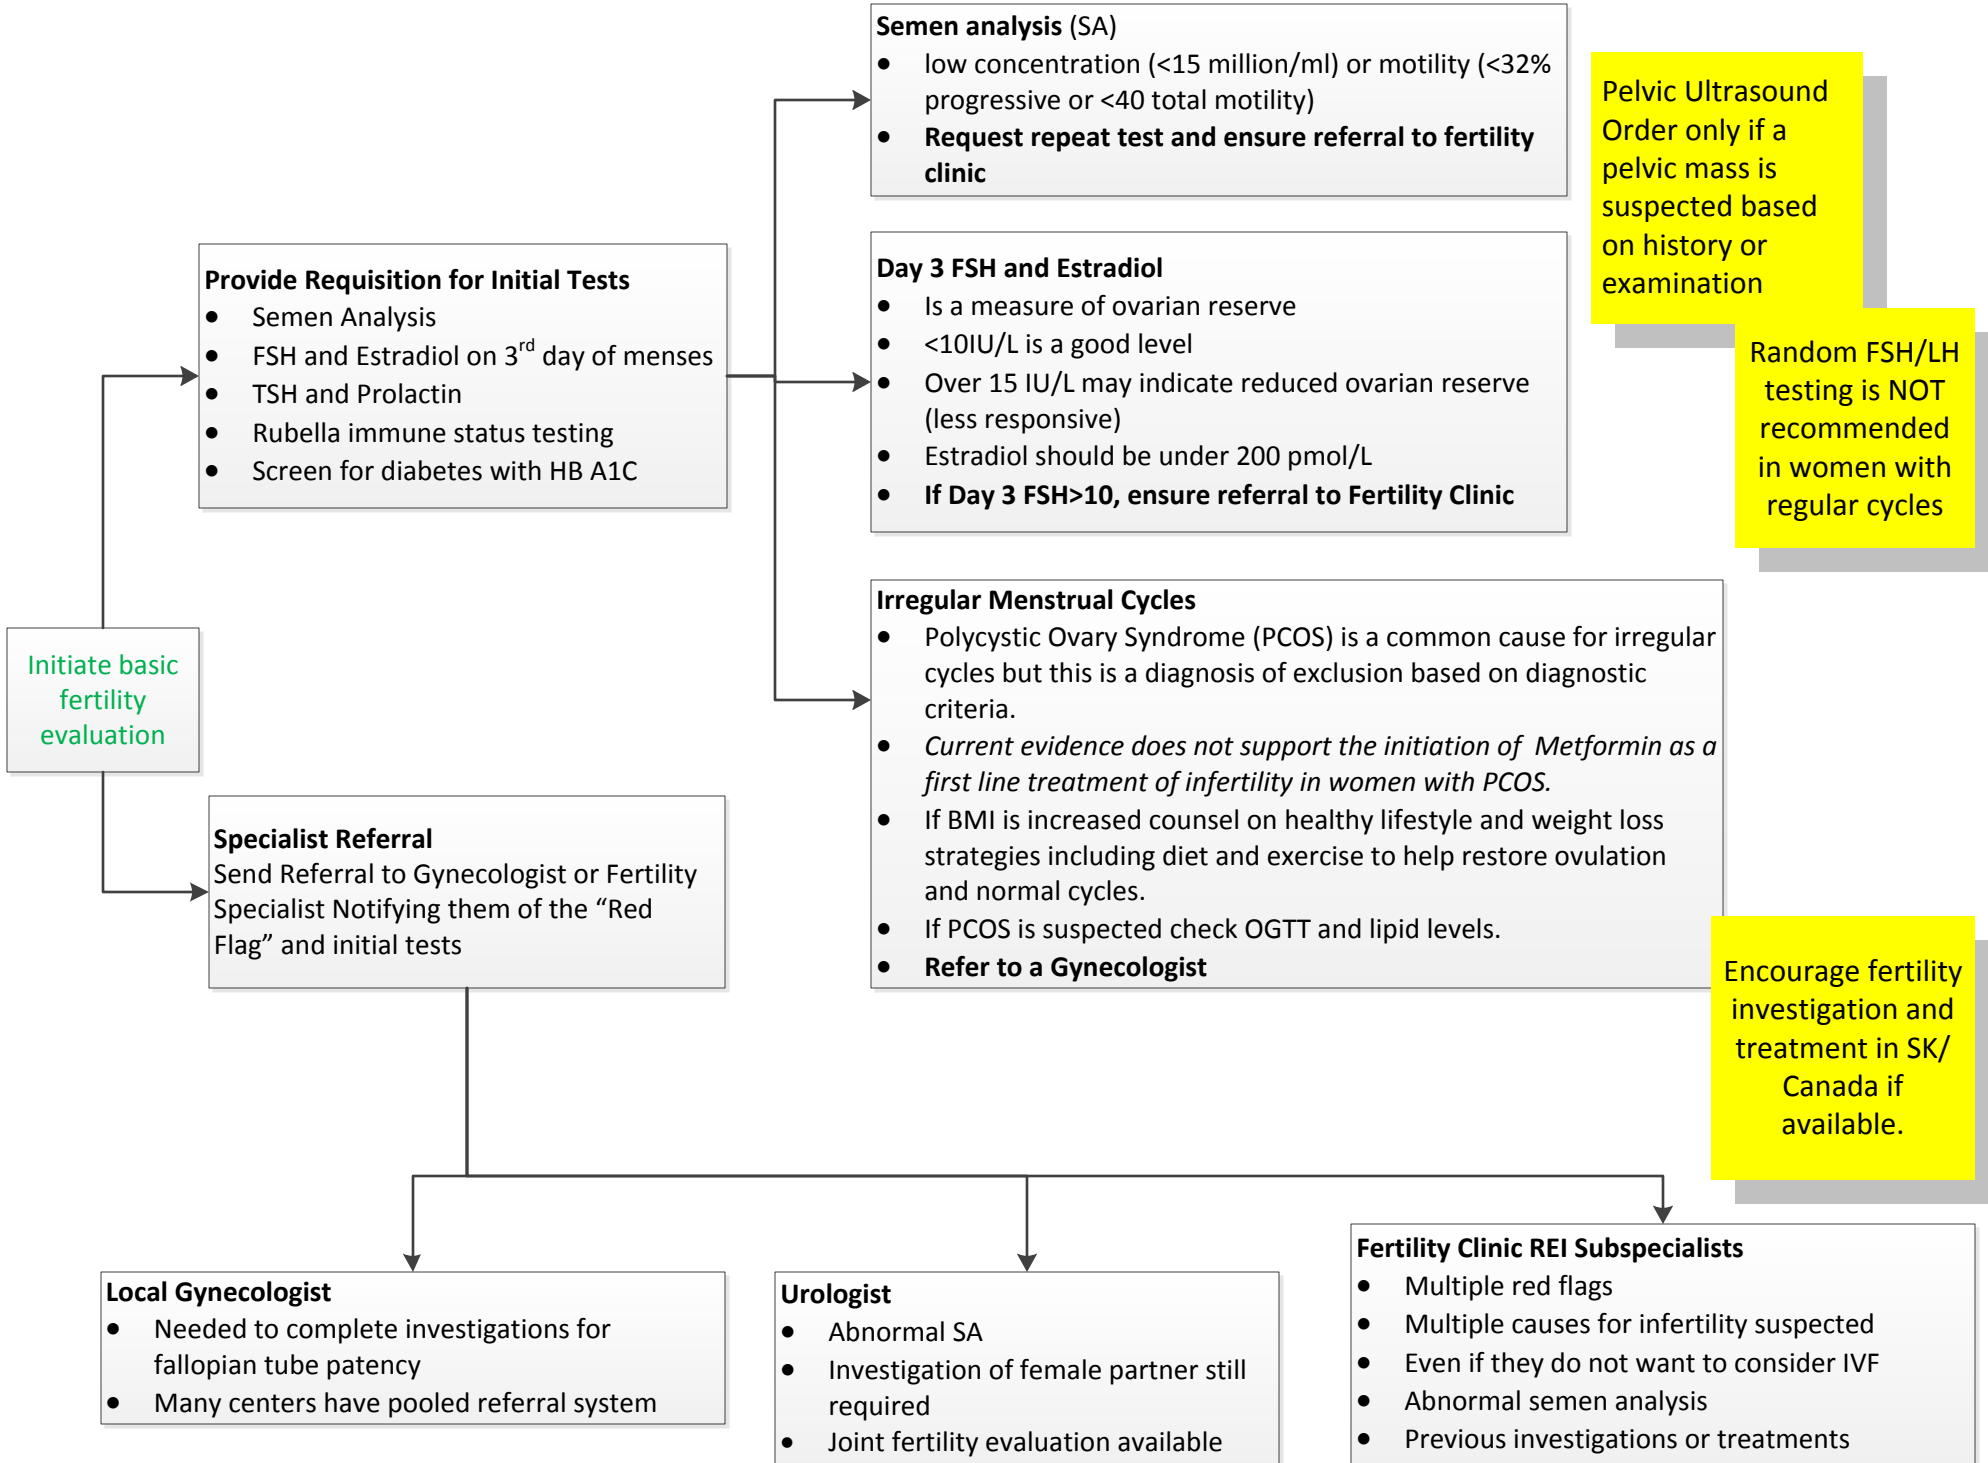 Semen analysis (SA)
• low concentration (<15 million/ml) or motility (<32%
progressive or <40 total motility)
• Request repeat test and ensure referral to fertility
clinic
Pelvic Ultrasound
Order only if a
pelvic mass is
suspected based
on history or
examination
Provide Requisition for Initial Tests
• Semen Analysis
• FSH and Estradiol on 3rd day of menses
• TSH and Prolactin
• Rubella immune status testing
• Screen for diabetes with HB A1C
Day 3 FSH and Estradiol
• Is a measure of ovarian reserve
• <10IU/L is a good level
• Over 15 IU/L may indicate reduced ovarian reserve
(less responsive)
• Estradiol should be under 200 pmol/L
• If Day 3 FSH>10, ensure referral to Fertility Clinic
Random FSH/LH
testing is NOT
recommended
in women with
regular cycles
Initiate basic
fertility
evaluation
Irregular Menstrual Cycles
• Polycystic Ovary Syndrome (PCOS) is a common cause for irregular
cycles but this is a diagnosis of exclusion based on diagnostic
criteria.
• Current evidence does not support the initiation of Metformin as a
first line treatment of infertility in women with PCOS.
• If BMI is increased counsel on healthy lifestyle and weight loss
strategies including diet and exercise to help restore ovulation
and normal cycles.
• If PCOS is suspected check OGTT and lipid levels.
• Refer to a Gynecologist
Specialist Referral
Send Referral to Gynecologist or Fertility
Specialist Notifying them of the “Red
Flag” and initial tests
Encourage fertility
investigation and
treatment in SK/
Canada if
available.
Local Gynecologist
• Needed to complete investigations for
fallopian tube patency
• Many centers have pooled referral system
Urologist
• Abnormal SA
• Investigation of female partner still
required
• Joint fertility evaluation available
Fertility Clinic REI Subspecialists
• Multiple red flags
• Multiple causes for infertility suspected
• Even if they do not want to consider IVF
• Abnormal semen analysis
• Previous investigations or treatments